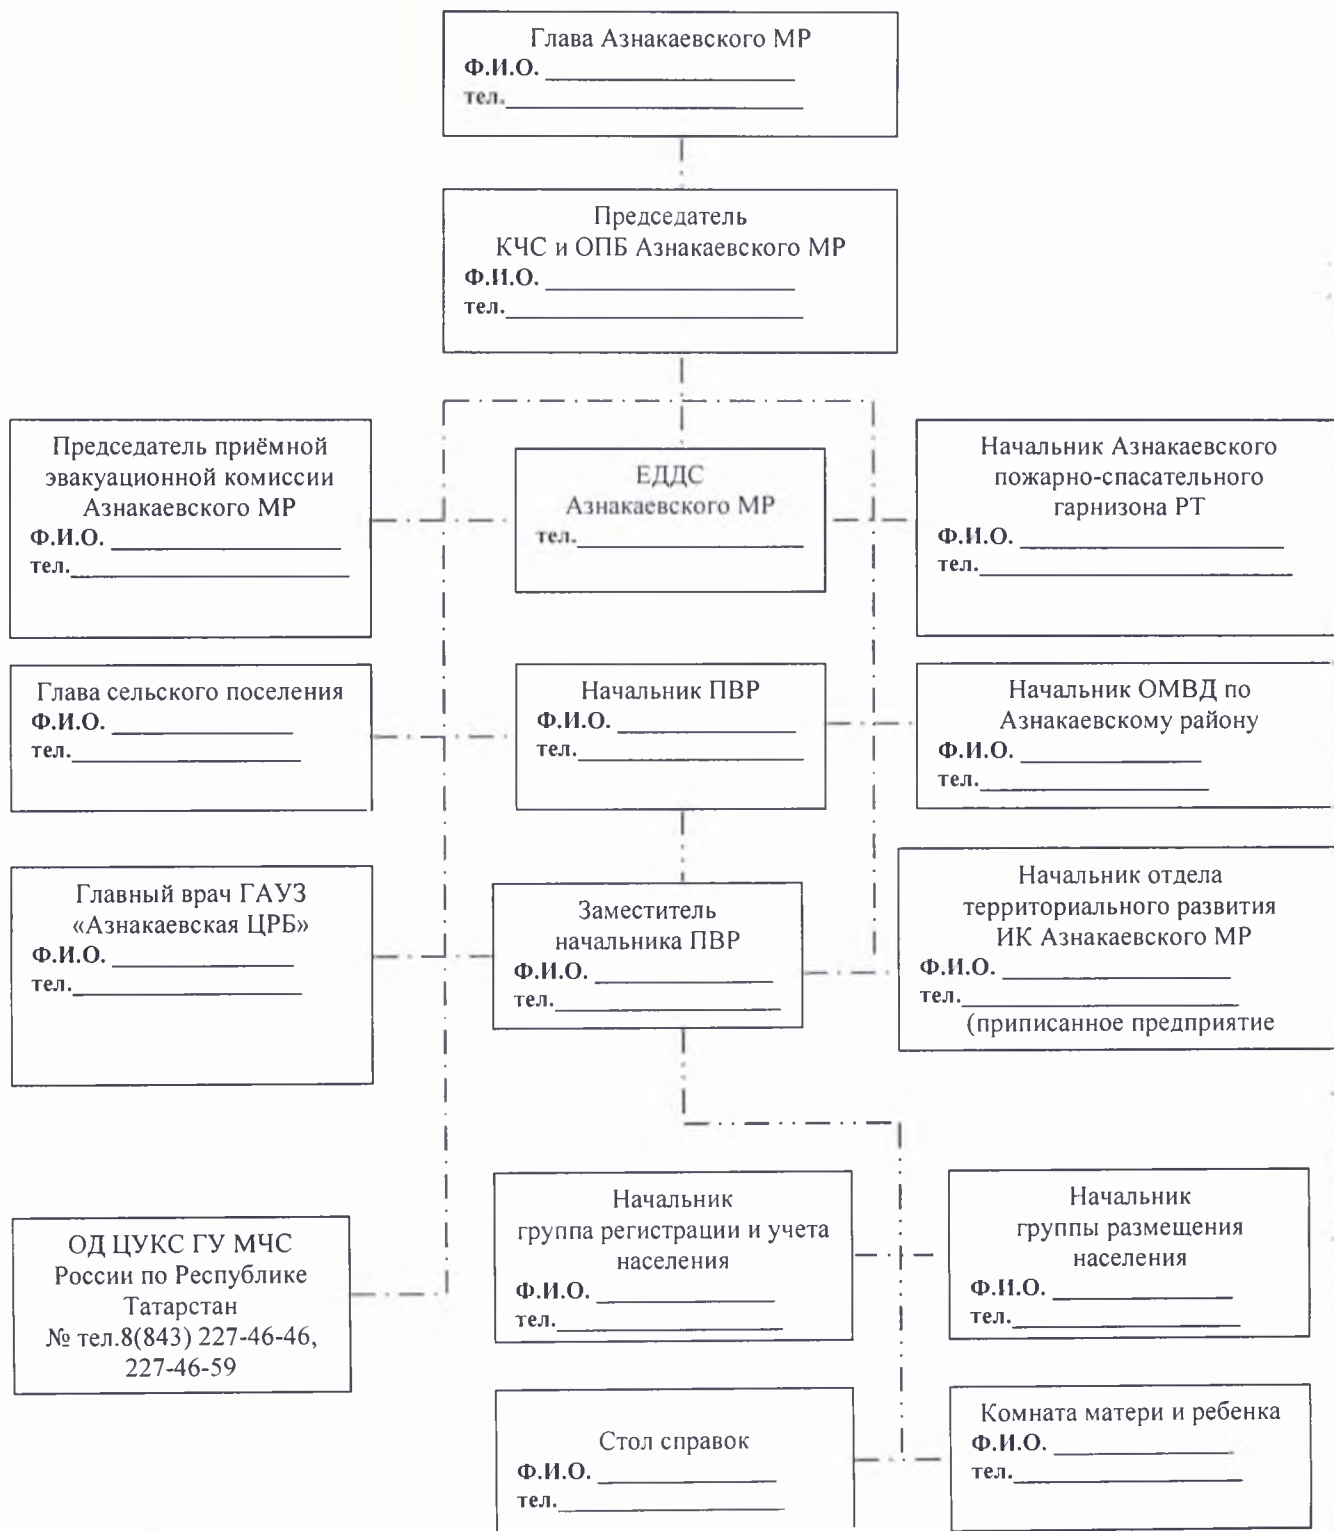 Глава Азнакаевского МР
Ф.И.О. ____________
тел.____________
Председатель
КЧС и ОПБ Азнакаевского МР
Ф.И.О. ____________
тел.____________
Председатель приёмной
эвакуационной комиссии
Азнакаевского МР
Ф.И.О. ____________
тел.____________
ЕДДС
Азнакаевского МР
тел.____________
Начальник Азнакаевского
пожарно-спасательного
гарнизона РТ
Ф.И.О. ____________
тел.____________
Глава сельского поселения
Ф.И.О. ____________
тел.____________
Начальник ПВР
Ф.И.О. ____________
тел.____________
Начальник ОМВД по
Азнакаевскому району
Ф.И.О. ____________
тел.____________
Главный врач ГАУЗ
«Азнакаевская ЦРБ»
Ф.И.О. ____________
тел.____________
Заместитель
начальника ПВР
Ф.И.О. ____________
тел.____________
Начальник отдела
территориального развития
ИК Азнакаевского МР
Ф.И.О. ____________
тел.____________
(приписанное предприятие
ОД ЦУКС ГУ МЧС
России по Республике
Татарстан
№ тел.8(843) 227-46-46,
227-46-59
Начальник
группа регистрации и учета
населения
Ф.И.О. ____________
тел.____________
Начальник
группы размещения
населения
Ф.И.О. ____________
тел.____________
Стол справок
Ф.И.О. ____________
тел.____________
Комната матери и ребенка
Ф.И.О. ____________
тел.____________